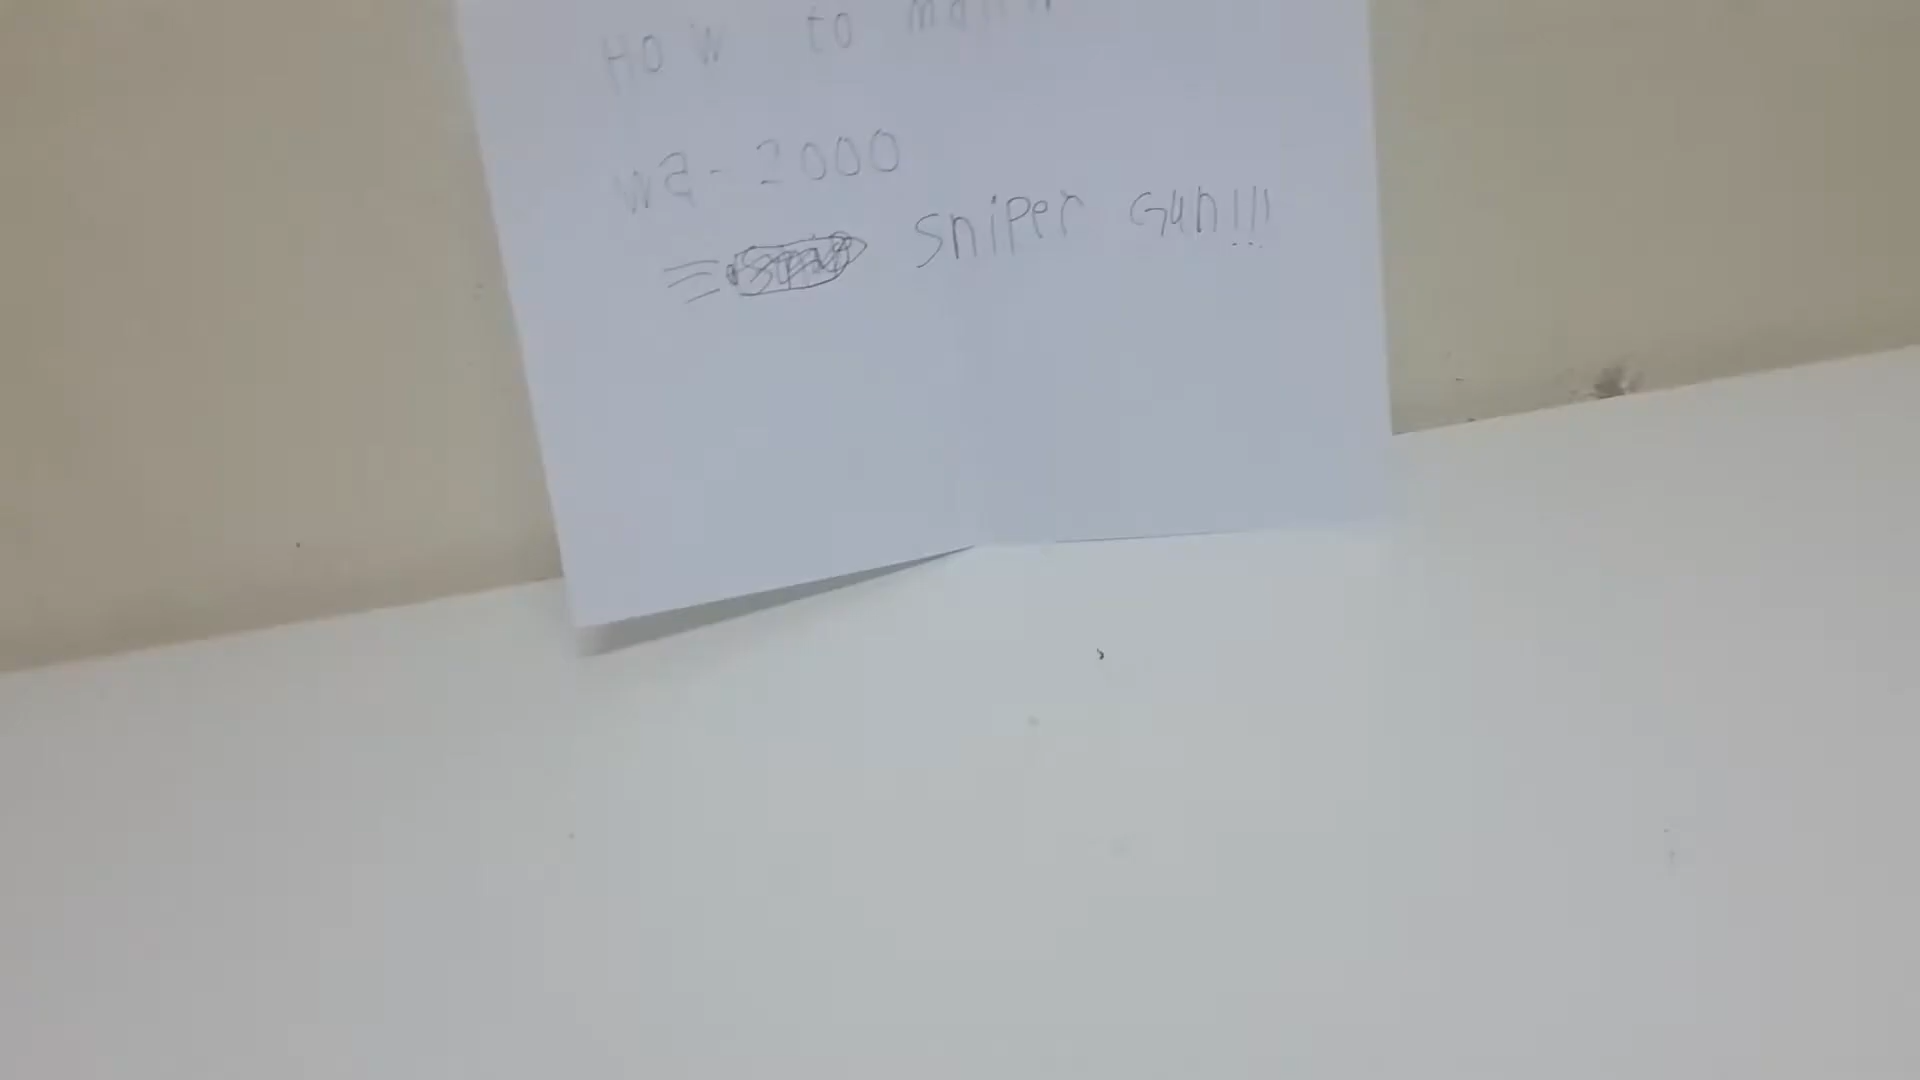 How to
wa-2000
= sniper Gun!!!